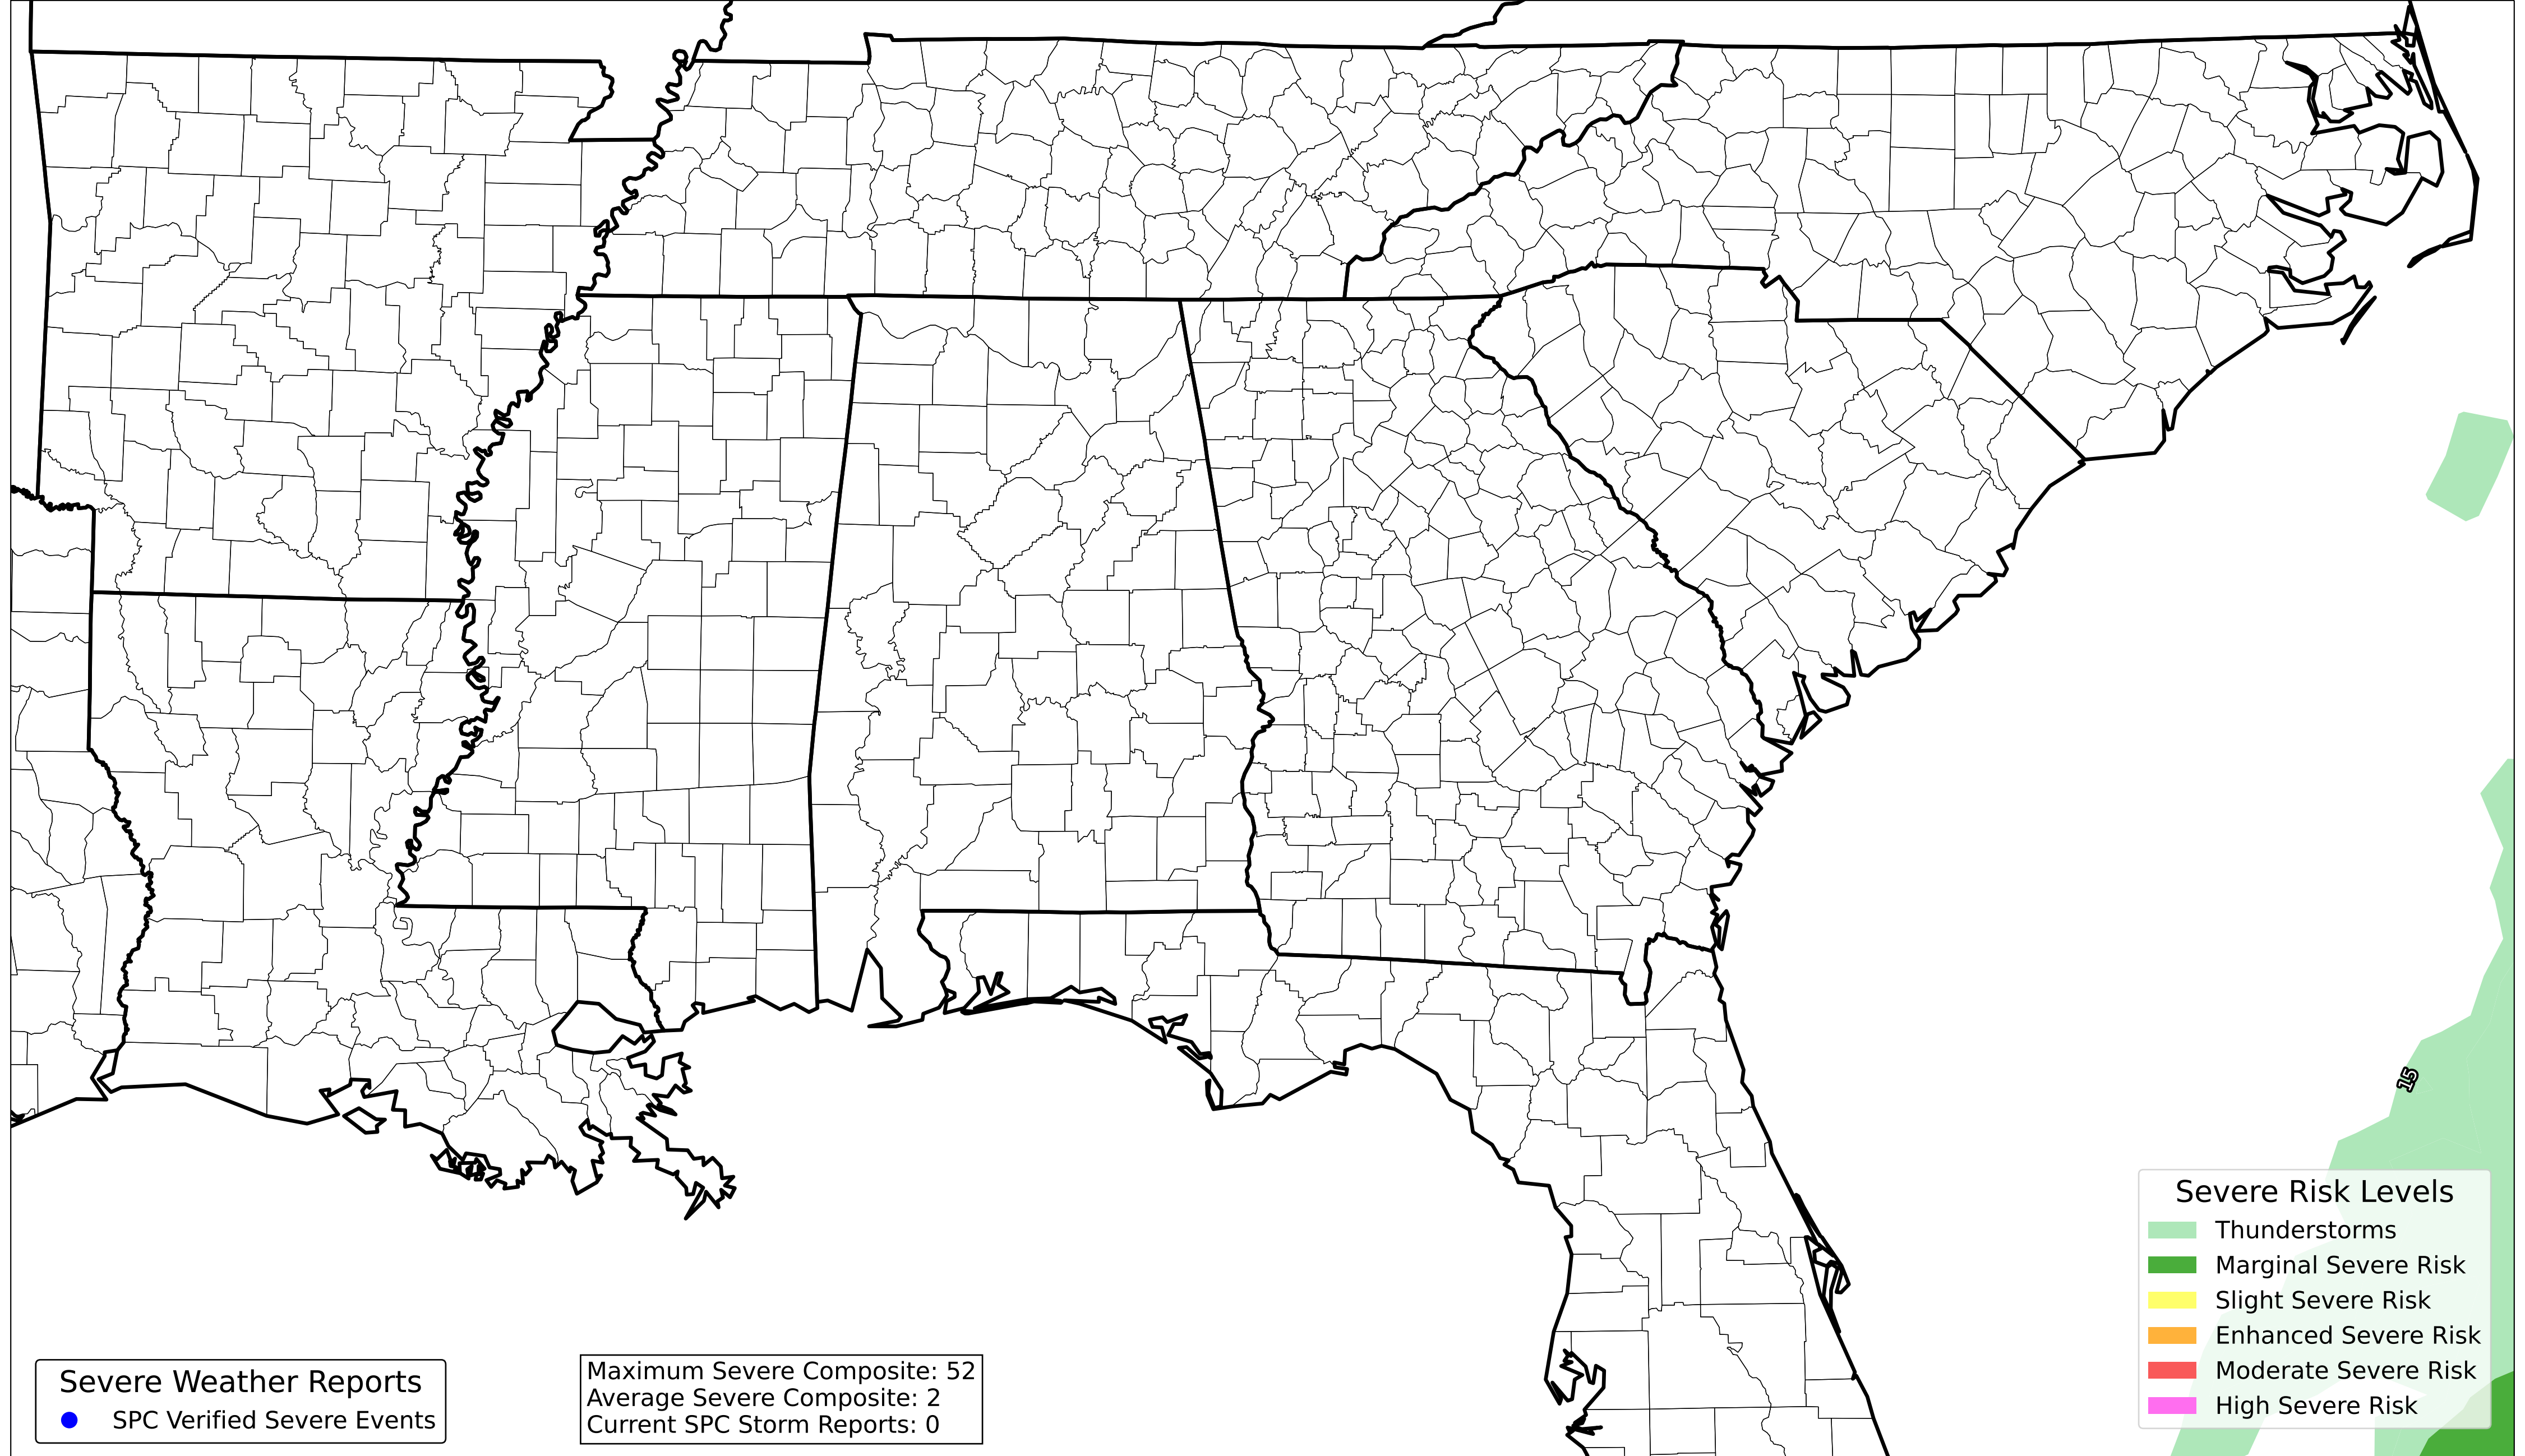 15
Severe Risk Levels
Thunderstorms
Marginal Severe Risk
Slight Severe Risk
Enhanced Severe Risk
Moderate Severe Risk
High Severe Risk
Severe Weather Reports
SPC Verified Severe Events
Maximum Severe Composite: 52
Average Severe Composite: 2
Current SPC Storm Reports: 0